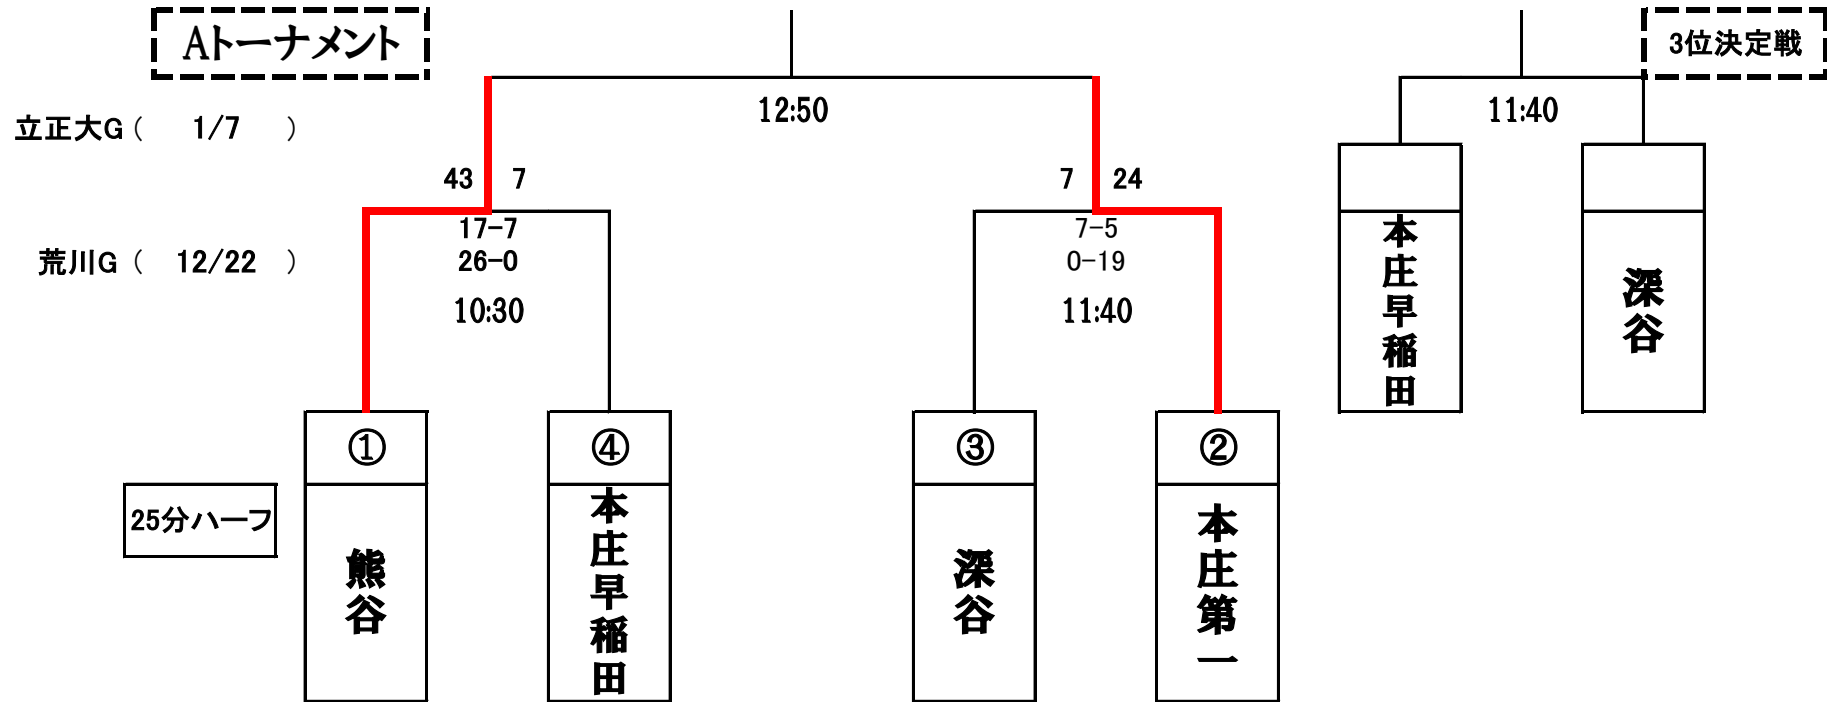 Aトーナメント
3位決定戦
12:50
11:40
立正大G ( 1/7 )
43 7
7 24
17-7
7-5
荒川G ( 12/22 )
26-0
0-19
10:30
11:40
本庄早稲田
深谷
①
④
③
②
25分ハーフ
熊谷
本庄早稲田
深谷
本庄第一